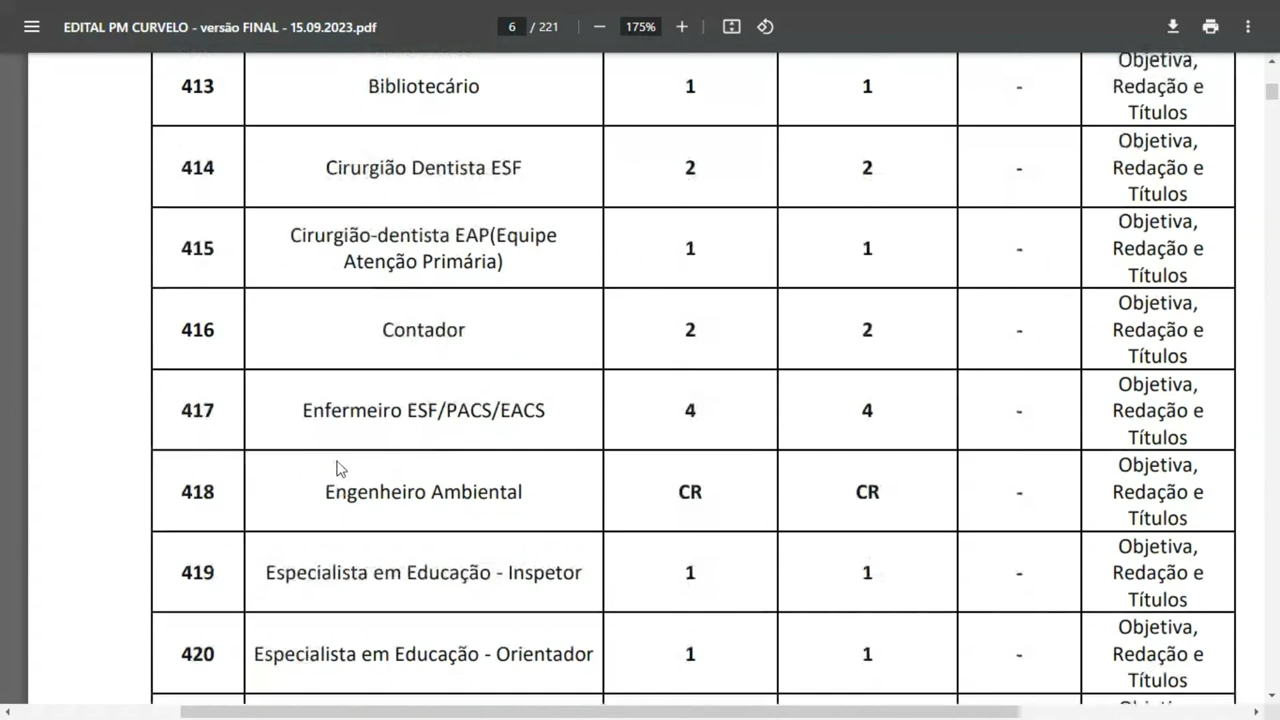 EDITAL PM CURVELO - versão FINAL - 15.09.2023.pdf 6 / 221 175%
Objetiva,
413 Bibliotecário 1 1 - Redação e
Títulos
Objetiva,
414 Cirurgião Dentista ESF 2 2 - Redação e
Títulos
Objetiva,
Cirurgião-dentista EAP(Equipe
415 1 1 - Redação e
Atenção Primária)
Títulos
Objetiva,
416 Contador 2 2 - Redação e
Títulos
Objetiva,
417 Enfermeiro ESF/PACS/EACS 4 4 - Redação e
Títulos
Objetiva,
418 Engenheiro Ambiental CR CR - Redação e
Títulos
Objetiva,
419 Especialista em Educação - Inspetor 1 1 - Redação e
Títulos
Objetiva,
420 Especialista em Educação - Orientador 1 1 - Redação e
Títulos